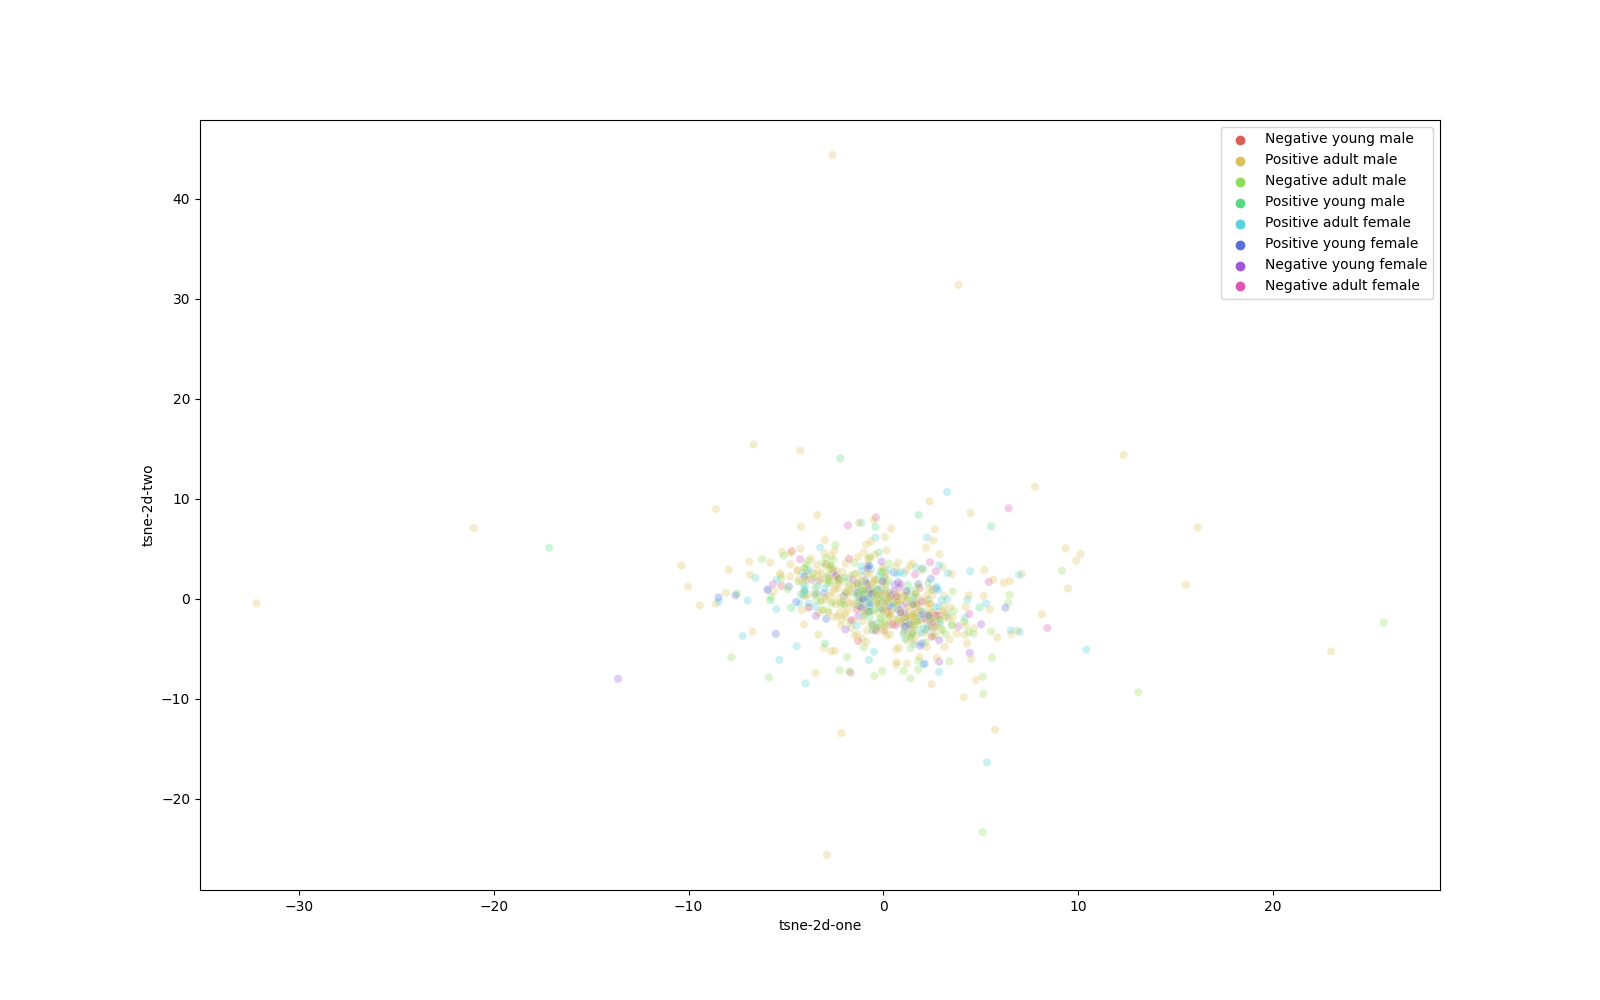 Negative young male
Positive adult male
Negative adult male
Positive young male
Positive adult female
Positive young female
Negative young female
Negative adult female
40
30
20
10
0
−10
−20
tsne-2d-two
−30
−20
−10
0
10
20
tsne-2d-one